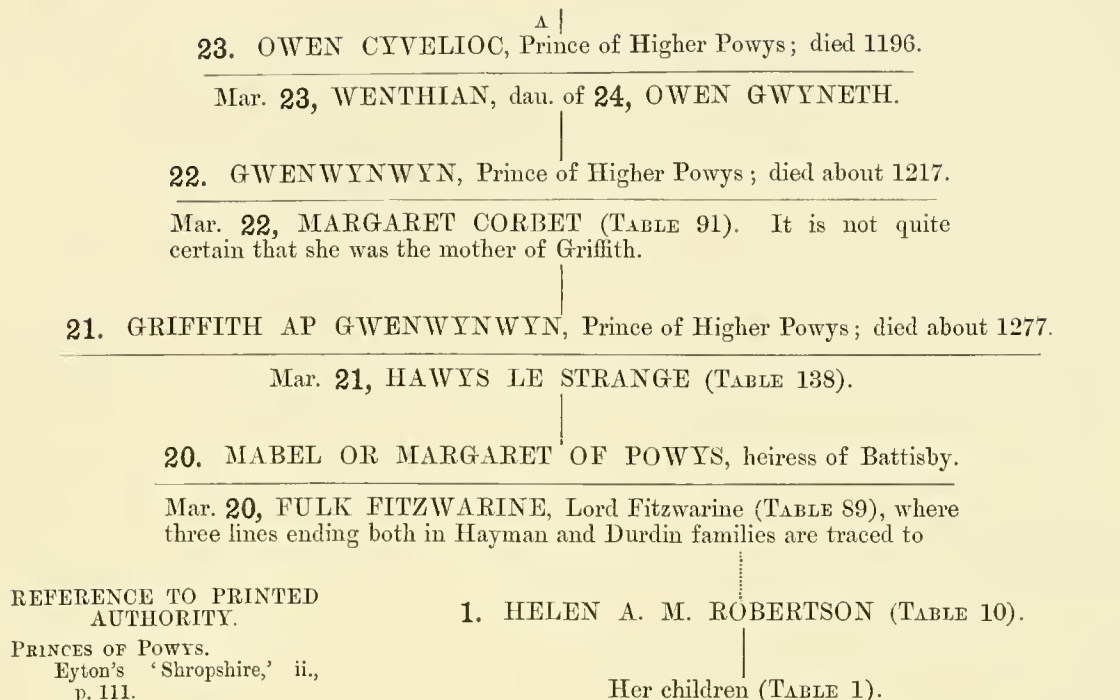 A
23. OWEN CYVELIOC, Prince of Higher Powys; died 1196.
Mar. 23, WENTHIAN, dau. of 24, OWEN GWYNETH.
22. GWENWYNWYN, Prince of Higher Powys; died about 1217.
Mar. 22, MARGARET CORBET (TABLE 91). It is not quite
certain that she was the mother of Griffith.
21. GRIFFITH AP GWENWYNWYN, Prince of Higher Powys; died about 1277.
Mar. 21, HAWYS LE STRANGE (TABLE 138).
20. MABEL OR MARGARET OF POWYS, heiress of Battisby.
Mar. 20, FULK FITZWARINE, Lord Fitzwarine (TABLE 89), where
three lines ending both in Hayman and Durdin families are traced to
REFERENCE TO PRINTED
AUTHORITY.
PRINCES OF POWYS.
Eyton's 'Shropshire,' ii.,
p. 111.
1. HELEN A. M. ROBERTSON (TABLE 10).
Her children (TABLE 1).